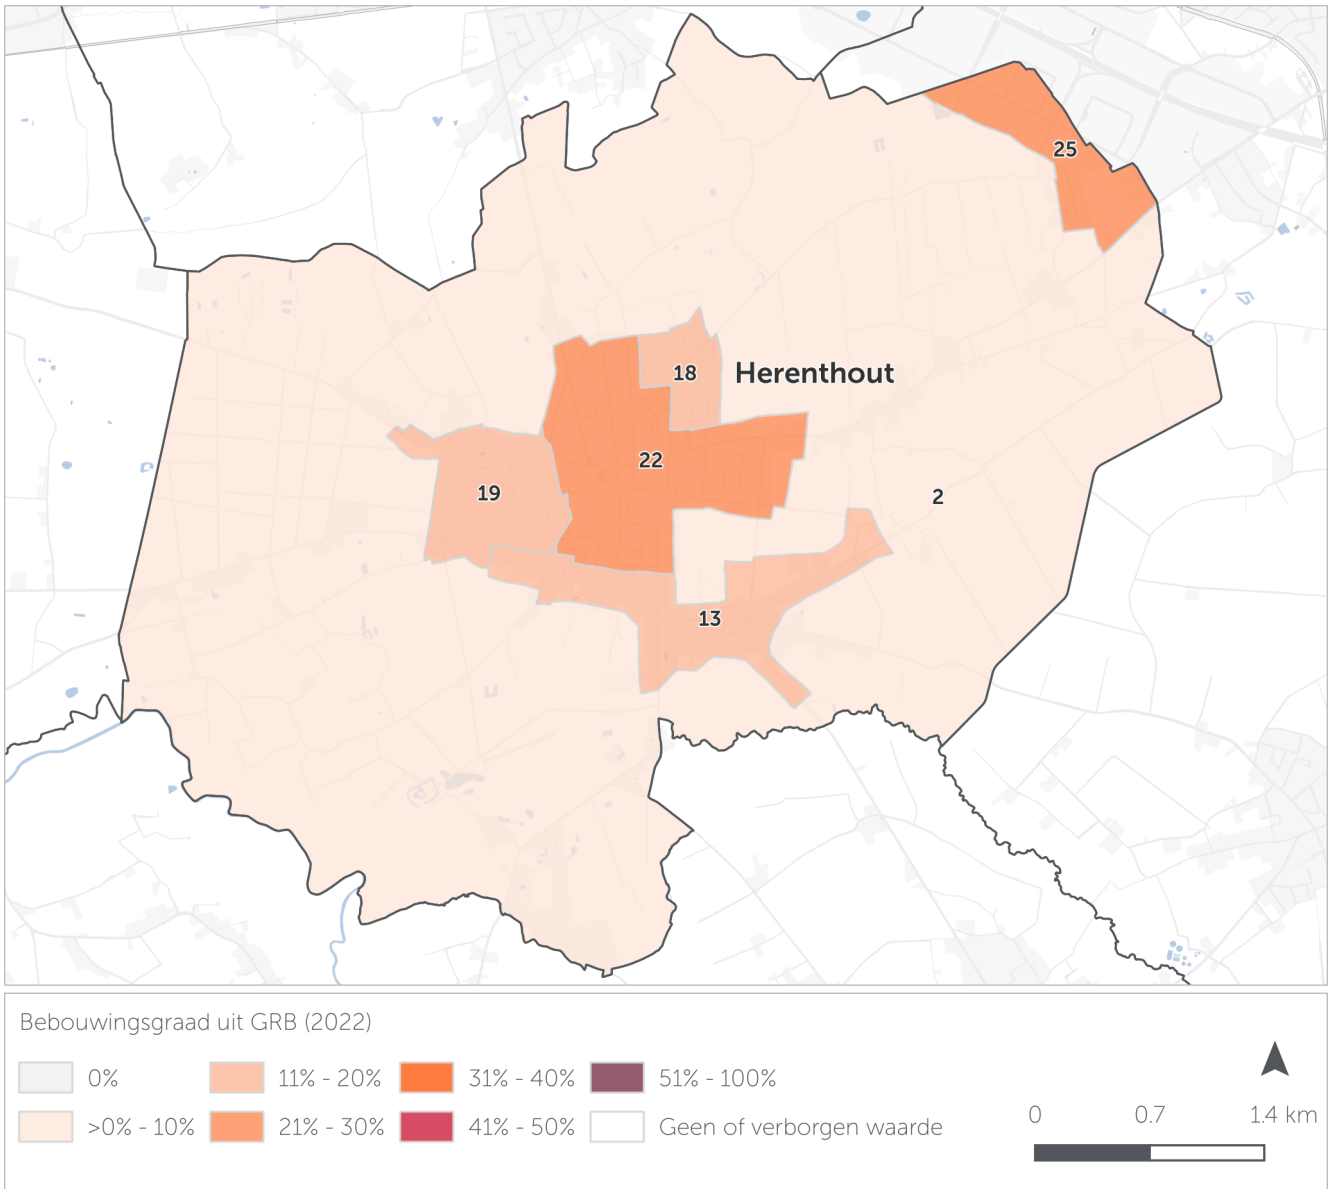 25
18
Herenthout
22
19
2
13
Bebouwingsgraad uit GRB (2022)
0%
11% - 20%
31% - 40%
51% - 100%
>0% - 10%
21% - 30%
41% - 50%
Geen of verborgen waarde
0
0.7
1.4 km